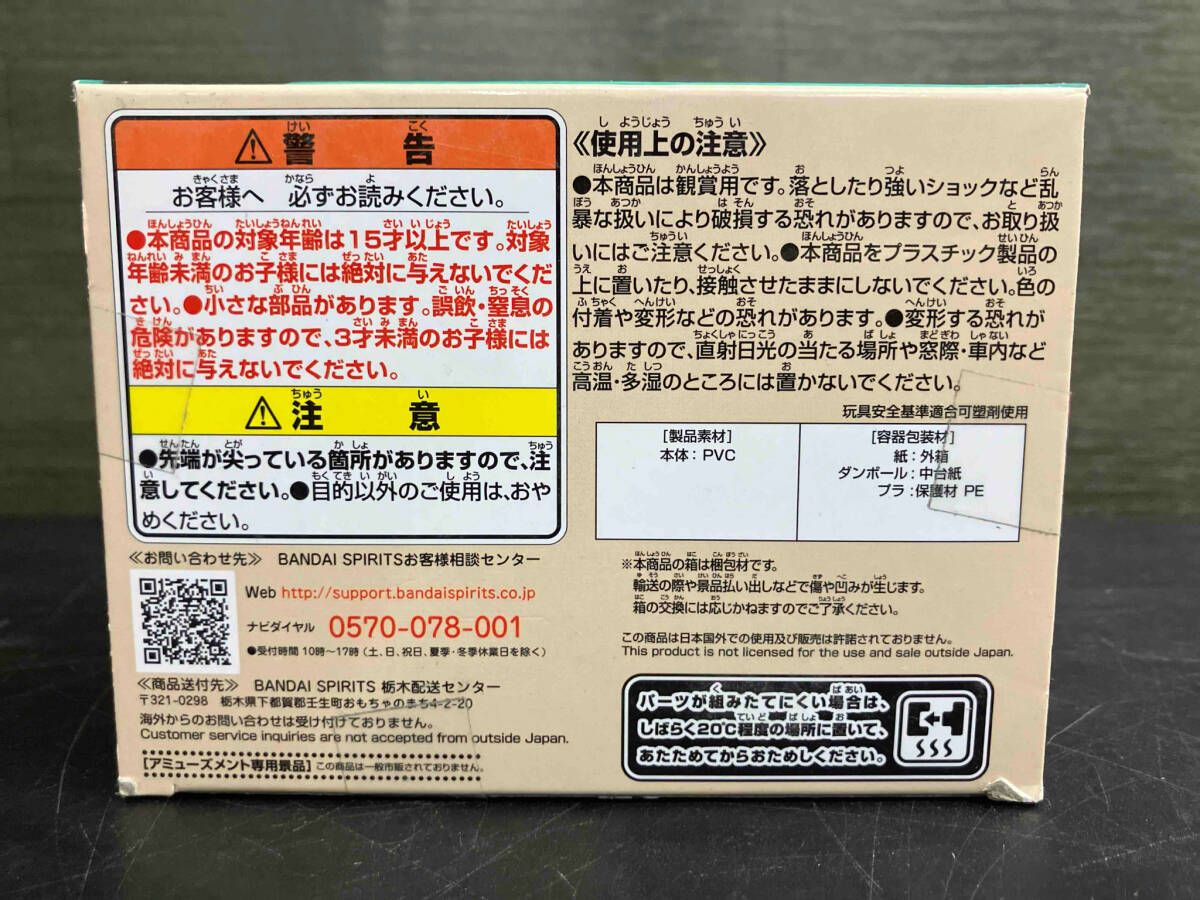 ⚠警告
お客様へ 必ずお読みください。
●本商品の対象年齢は15才以上です。対象
年齢未満のお子様には絶対に与えないでくだ
さい。●小さな部品があります。誤飲・窒息の
危険がありますので、3才未満のお子様には
絶対に与えないでください。
⚠注意
●先端が尖っている箇所がありますので、注
意してください。●目的以外のご使用は、おや
めください。
《お問い合わせ先》 BANDAI SPIRITSお客様相談センター
Web http://support.bandaispirits.co.jp
ナビダイヤル 0570-078-001
●受付時間 10時〜17時(土、日、祝日、夏季・冬季休業日を除く)
《商品送付先》 BANDAI SPIRITS 栃木配送センター
〒321-0298 栃木県下都賀郡壬生町おもちゃのまち4-2-20
海外からのお問い合わせは受け付けておりません。
Customer service inquiries are not accepted from outside Japan.
[アミューズメント専用景品] この商品は一般市販されておりません。
《使用上の注意》
●本商品は観賞用です。落としたり強いショックなど乱
暴な扱いにより破損する恐れがありますので、お取り扱
いにはご注意ください。●本商品をプラスチック製品の
上に置いたり、接触させたままにしないでください。色の
付着や変形などの恐れがあります。●変形する恐れが
ありますので、直射日光の当たる場所や窓際・車内など
高温・多湿のところには置かないでください。
玩具安全基準適合可塑剤使用
[製品素材]
本体:PVC
[容器包装材]
紙:外箱
ダンボール:中台紙
プラ:保護材 PE
※本商品の箱は梱包材です。
輸送の際や景品払い出しなどで傷や凹みが生じます。
箱の交換には応じかねますのでご了承ください。
この商品は日本国外での使用及び販売は許諾されておりません。
This product is not licensed for the use and sale outside Japan.
パーツが組みたてにくい場合は、
しばらく20℃程度の場所に置いて、
あたためてからおためしください。